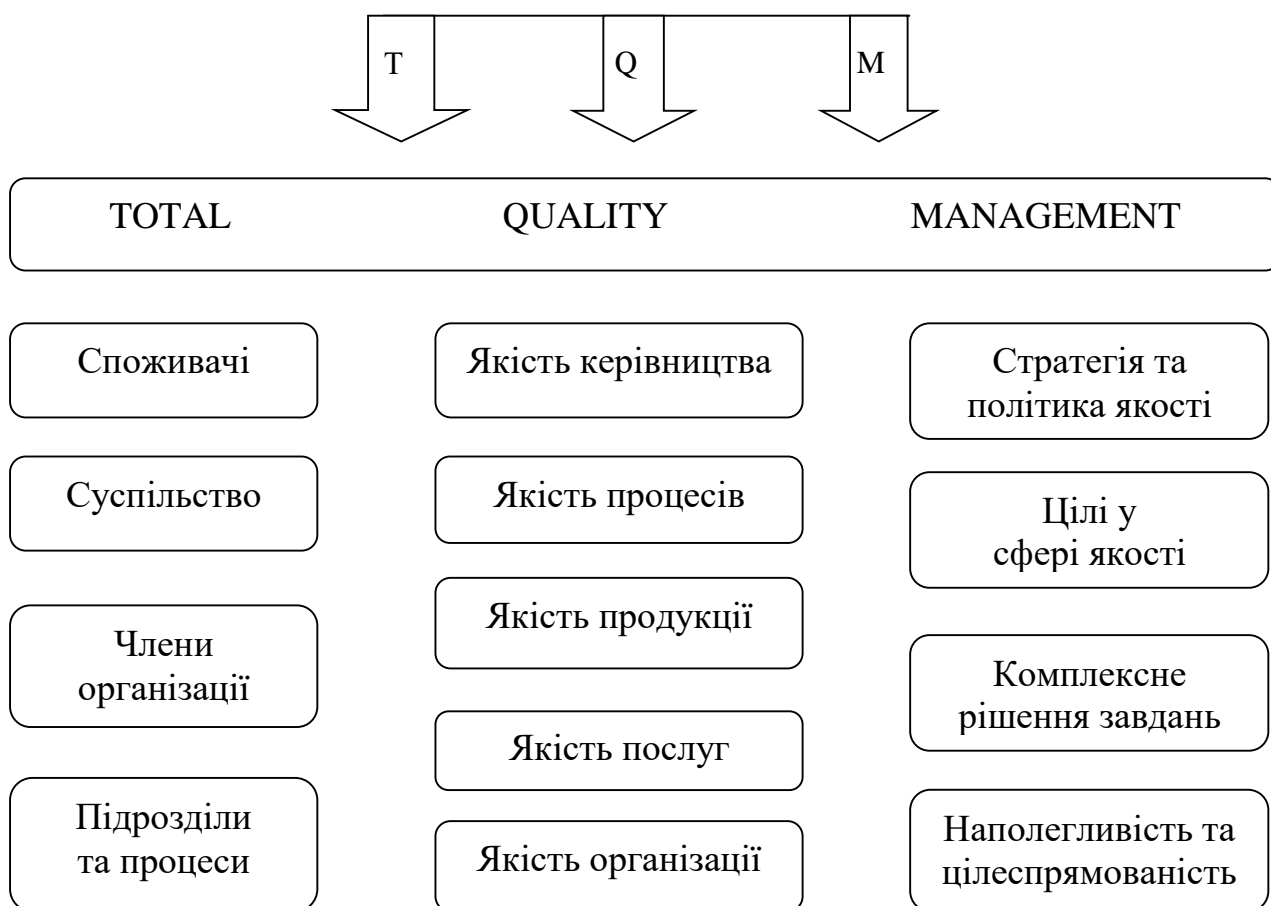 T Q M
TOTAL QUALITY MANAGEMENT
Споживачі
Суспільство
Члени
організації
Підрозділи
та процеси
Якість керівництва
Якість процесів
Якість продукції
Якість послуг
Якість організації
Стратегія та
політика якості
Цілі у
сфері якості
Комплексне
рішення завдань
Наполегливість та
цілеспрямованість